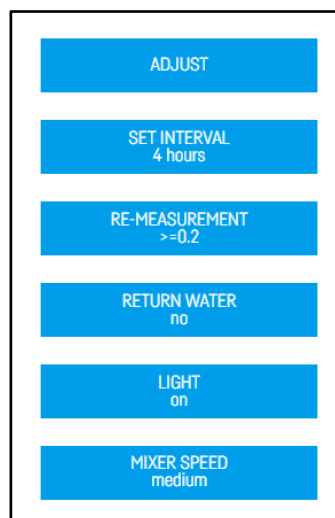 ADJUST
SET INTERVAL
4 hours
RE-MEASUREMENT
>=0.2
RETURN WATER
no
LIGHT
on
MIXER SPEED
medium